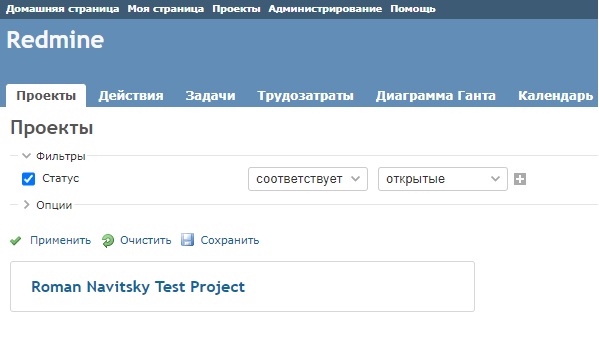 Домашняя страница Моя страница Проекты Администрирование Помощь
Redmine
Проекты Действия Задачи Трудозатраты Диаграмма Ганта Календарь
Проекты
Фильтры
Статус соответствует открытые
Опции
Применить Очистить Сохранить
Roman Navitsky Test Project